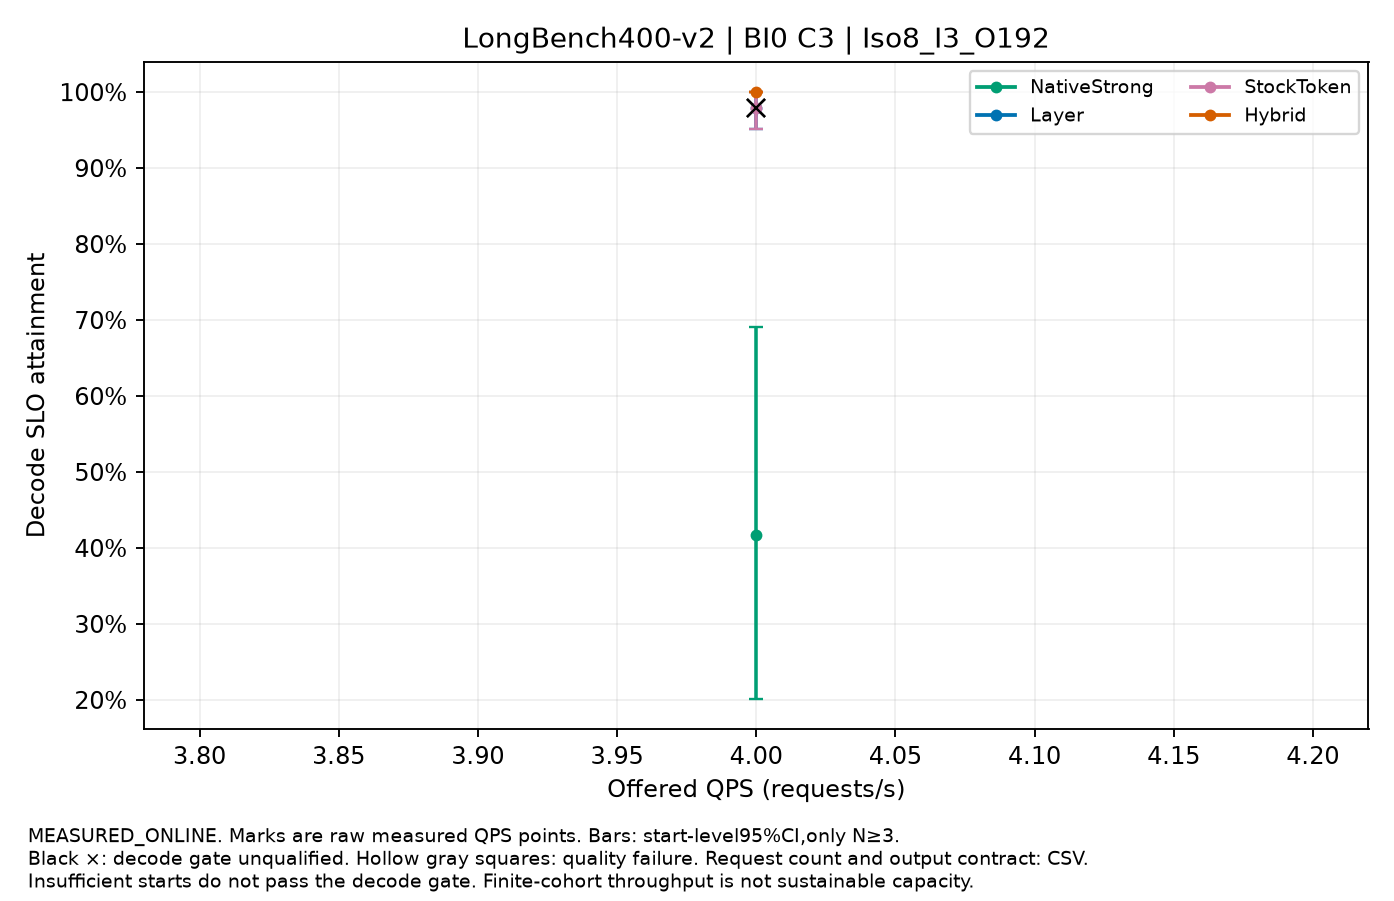 LongBench400-v2 | BI0 C3 | Iso8_I3_O192
NativeStrong
Layer
StockToken
Hybrid
100%
90%
80%
70%
60%
50%
40%
30%
20%
Decode SLO attainment
3.80 3.85 3.90 3.95 4.00 4.05 4.10 4.15 4.20
Offered QPS (requests/s)
MEASURED_ONLINE. Marks are raw measured QPS points. Bars: start-level95%CI,only N≥3.
Black ×: decode gate unqualified. Hollow gray squares: quality failure. Request count and output contract: CSV.
Insufficient starts do not pass the decode gate. Finite-cohort throughput is not sustainable capacity.